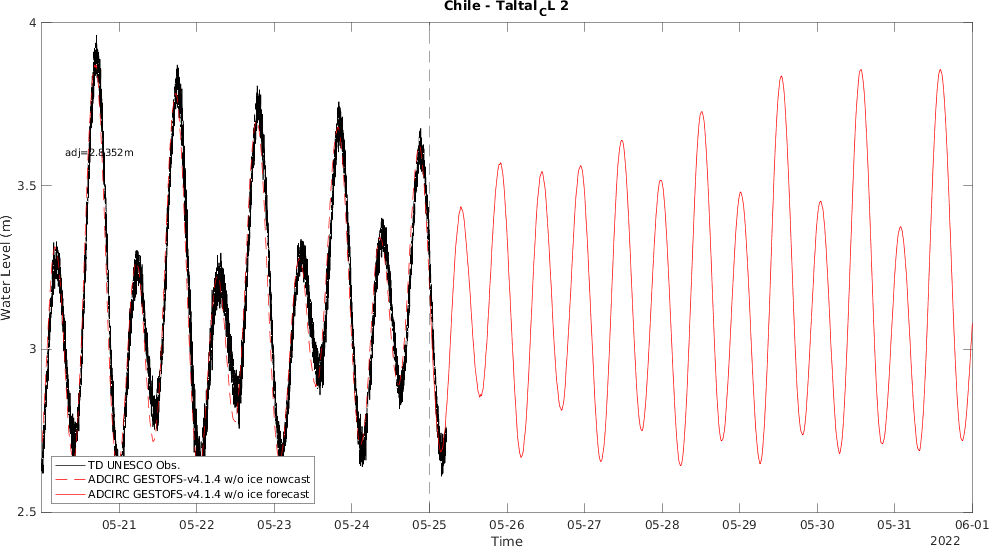 Chile - Taltal_CL 2
4
adj=2.8352m
3.5
Water Level (m)
3
TD UNESCO Obs.
ADCIRC GESTOFS-v4.1.4 w/o ice nowcast
ADCIRC GESTOFS-v4.1.4 w/o ice forecast
2.5
05-21 05-22 05-23 05-24 05-25 05-26 05-27 05-28 05-29 05-30 05-31 06-01
Time
2022